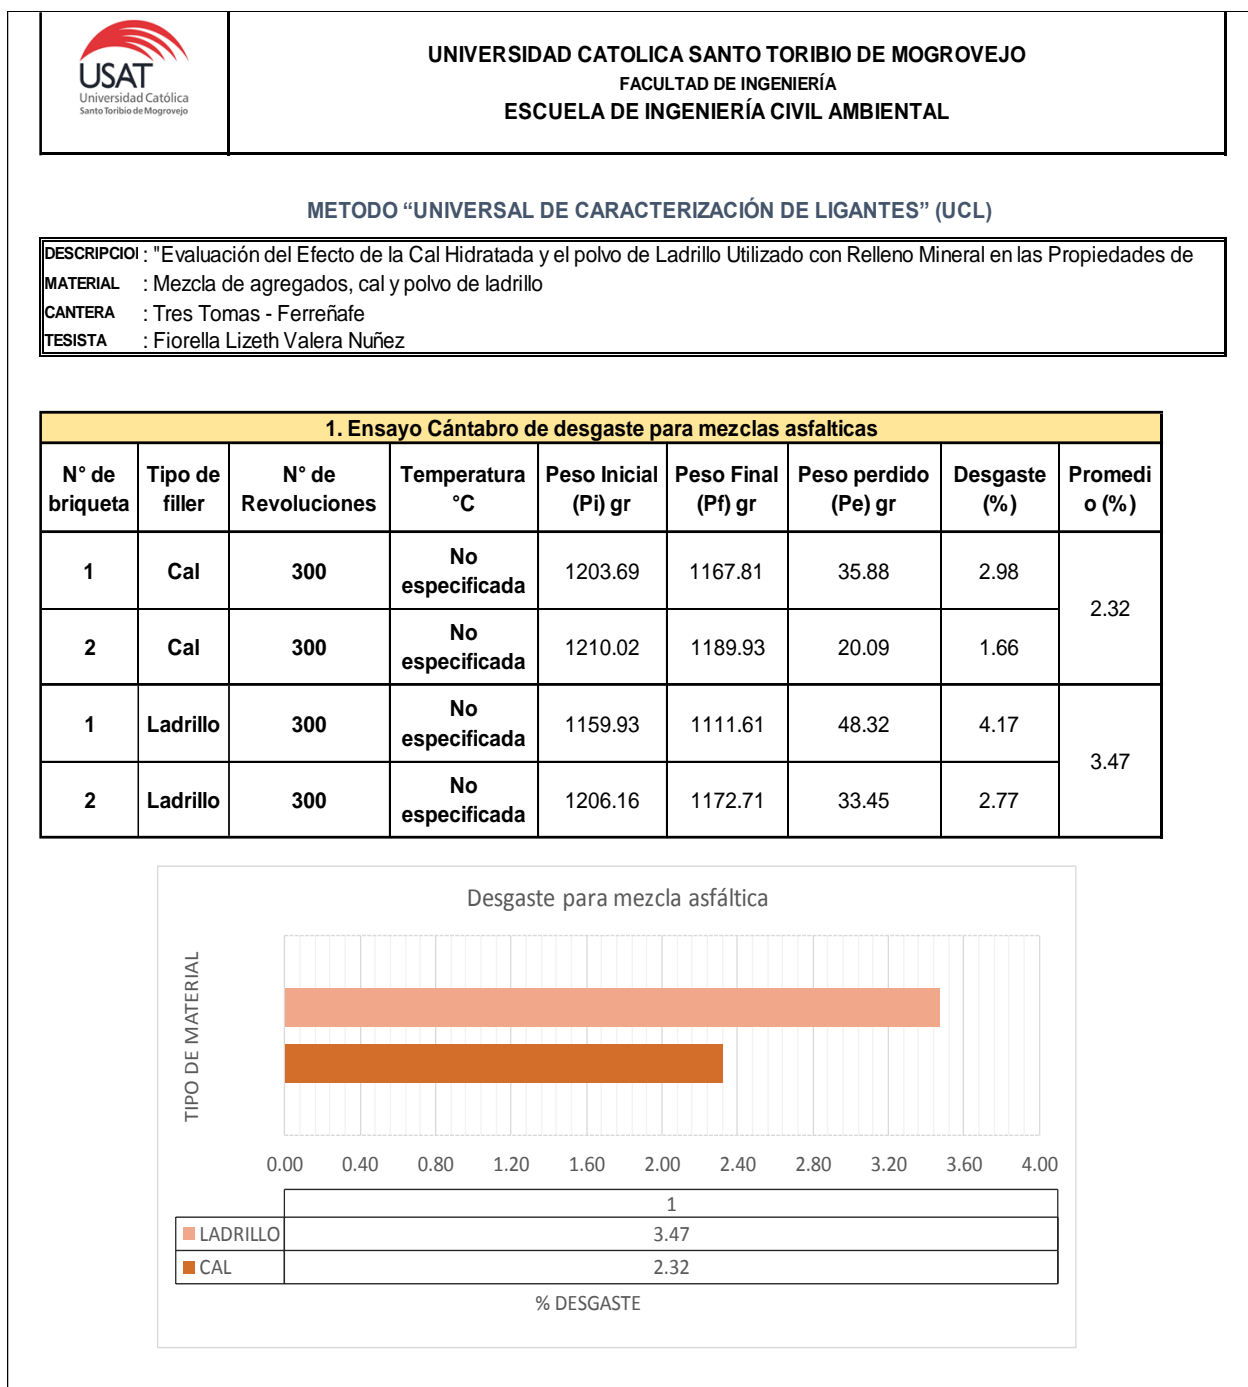 USAT
Universidad Católica
Santo Toribio de Mogrovejo
UNIVERSIDAD CATOLICA SANTO TORIBIO DE MOGROVEJO
FACULTAD DE INGENIERÍA
ESCUELA DE INGENIERÍA CIVIL AMBIENTAL
METODO “UNIVERSAL DE CARACTERIZACIÓN DE LIGANTES” (UCL)
DESCRIPCIOI : "Evaluación del Efecto de la Cal Hidratada y el polvo de Ladrillo Utilizado con Relleno Mineral en las Propiedades de
MATERIAL : Mezcla de agregados, cal y polvo de ladrillo
CANTERA : Tres Tomas - Ferreñafe
TESISTA : Fiorella Lizeth Valera Nuñez
1. Ensayo Cántabro de desgaste para mezclas asfalticas
N° de briqueta Tipo de filler N° de Revoluciones Temperatura °C Peso Inicial (Pi) gr Peso Final (Pf) gr Peso perdido (Pe) gr Desgaste (%) Promedio (%)
1 Cal 300 No especificada 1203.69 1167.81 35.88 2.98 2.32
2 Cal 300 No especificada 1210.02 1189.93 20.09 1.66
1 Ladrillo 300 No especificada 1159.93 1111.61 48.32 4.17 3.47
2 Ladrillo 300 No especificada 1206.16 1172.71 33.45 2.77
Desgaste para mezcla asfáltica
TIPO DE MATERIAL
0.00 0.40 0.80 1.20 1.60 2.00 2.40 2.80 3.20 3.60 4.00
1
LADRILLO 3.47
CAL 2.32
% DESGASTE